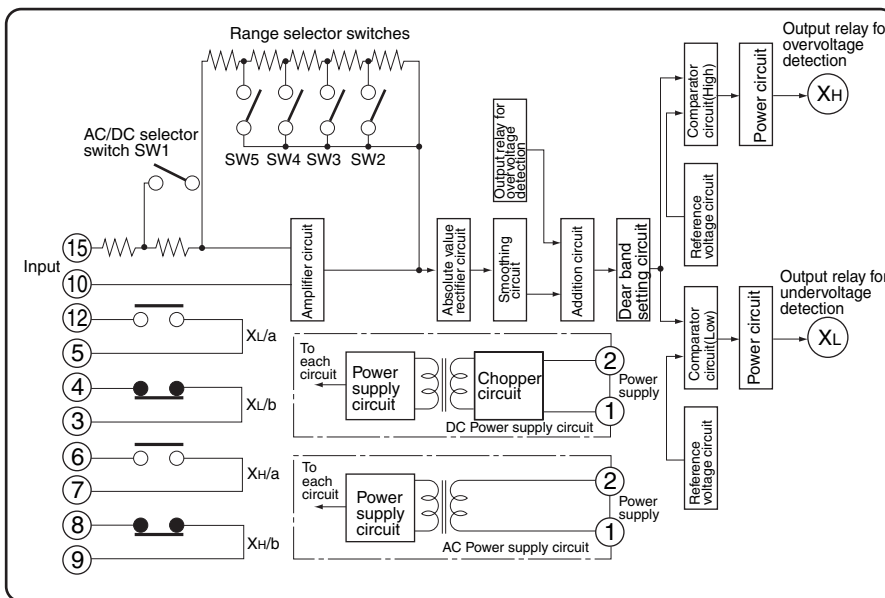 Range selector switches
SW5 SW4 SW3 SW2
AC/DC selector
switch SW1
Input
15
10
12
5
4
3
6
7
8
9
XL/a
XL/b
XH/a
XH/b
Amplifier circuit
Absolute value
rectifier circuit
Smoothing
circuit
Output relay for
overvoltage
detection
Addition circuit
Dear band
setting circuit
Comparator
circuit(High)
Power circuit
Output relay for
overvoltage
detection
XH
Reference
voltage circuit
Comparator
circuit(Low)
Power circuit
Output relay for
undervoltage
detection
XL
Reference
voltage circuit
To
each
circuit
Power
supply
circuit
Chopper
circuit
2
1
Power
supply
DC Power supply circuit
To
each
circuit
Power
supply
circuit
2
1
Power
supply
AC Power supply circuit